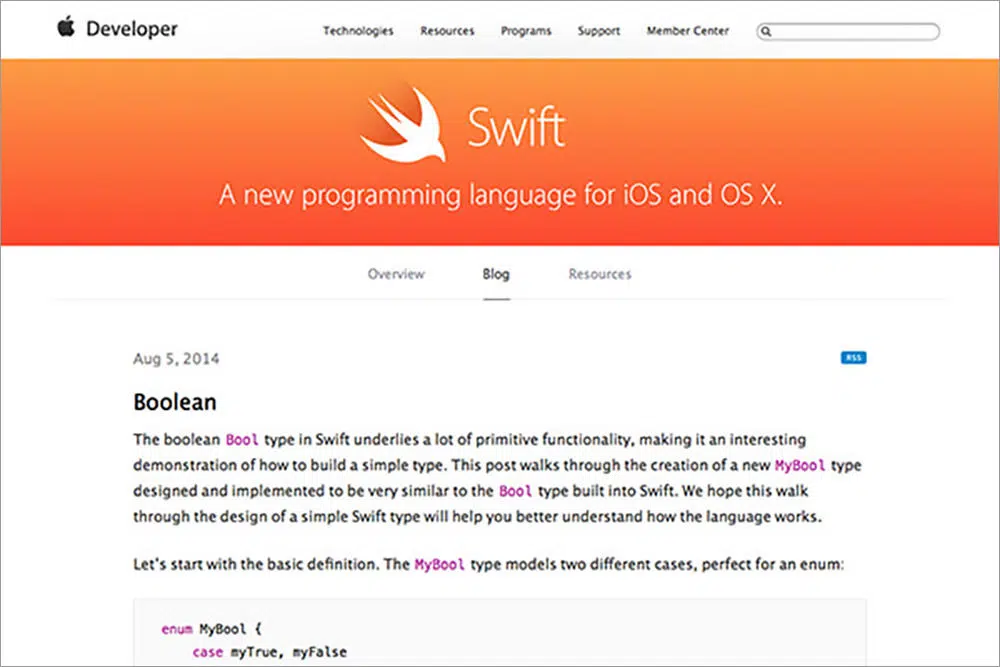 Developer
Technologies Resources Programs Support Member Center
Swift
A new programming language for iOS and OS X.
Overview Blog Resources
Aug 5, 2014
RSS
Boolean
The boolean Bool type in Swift underlies a lot of primitive functionality, making it an interesting
demonstration of how to build a simple type. This post walks through the creation of a new MyBool type
designed and implemented to be very similar to the Bool type built into Swift. We hope this walk
through the design of a simple Swift type will help you better understand how the language works.
Let's start with the basic definition. The MyBool type models two different cases, perfect for an enum:
enum MyBool {
case myTrue, myFalse